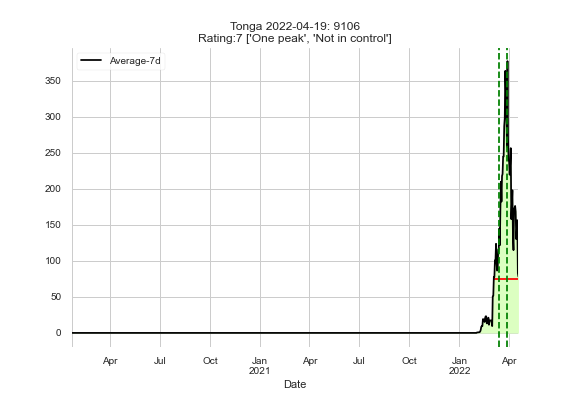 Tonga 2022-04-19: 9106
Rating:7 ['One peak', 'Not in control']
Average-7d
350
300
250
200
150
100
50
0
Apr Jul Oct Jan Apr Jul Oct Jan Apr
2021 2022
Date